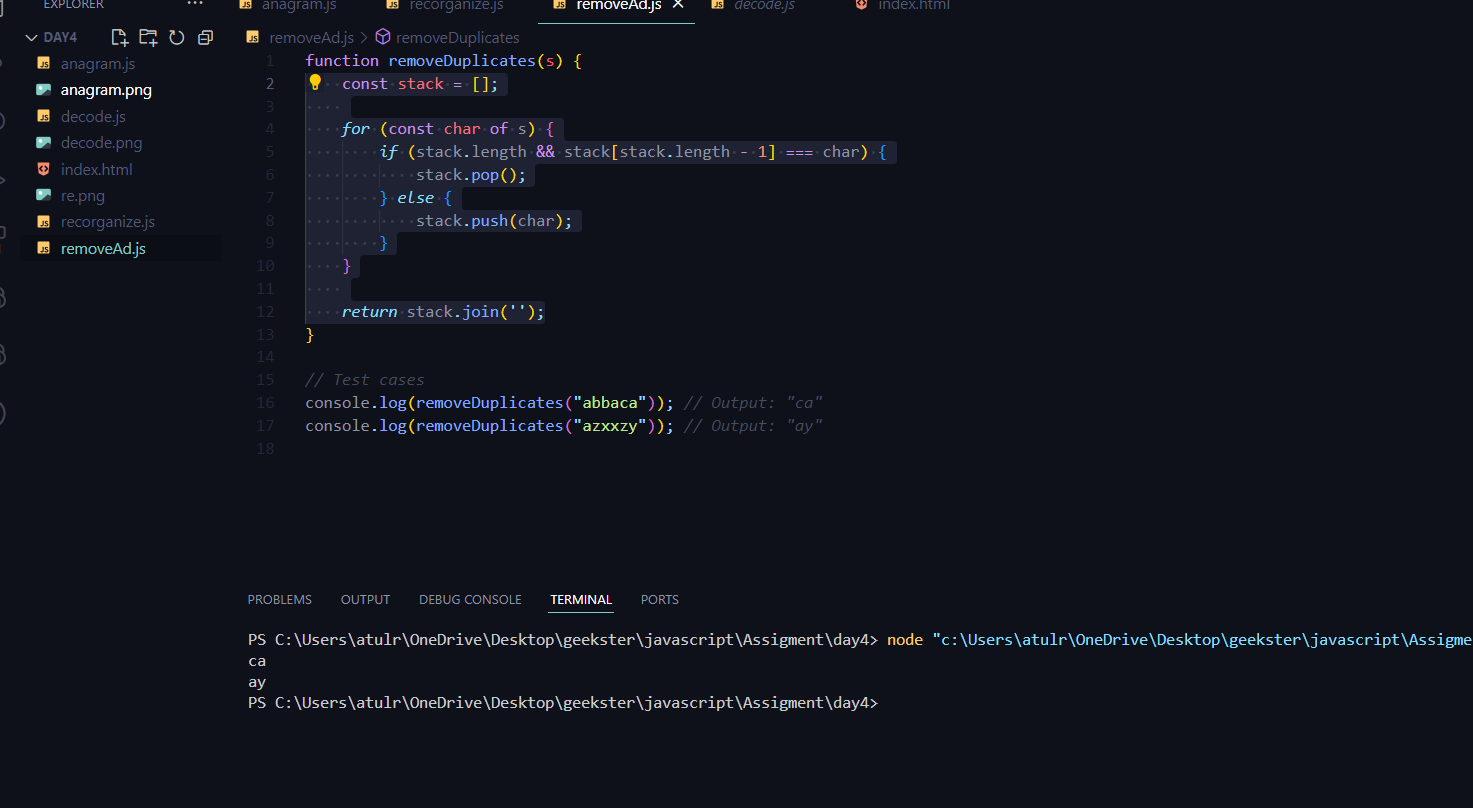 EXPLORER ···
anagram.js recorganize.js removeAd.js decode.js index.html
DAY4
anagram.js
anagram.png
decode.js
decode.png
index.html
re.png
recorganize.js
removeAd.js
removeAd.js > removeDuplicates
1 function removeDuplicates(s) {
2 const stack = [];
3
4 for (const char of s) {
5 if (stack.length && stack[stack.length - 1] === char) {
6 stack.pop();
7 } else {
8 stack.push(char);
9 }
10 }
11
12 return stack.join('');
13 }
14
15 // Test cases
16 console.log(removeDuplicates("abbaca")); // Output: "ca"
17 console.log(removeDuplicates("azxxzy")); // Output: "ay"
18
PROBLEMS OUTPUT DEBUG CONSOLE TERMINAL PORTS
PS C:\Users\atulr\OneDrive\Desktop\geekster\javascript\Assigment\day4> node "c:\Users\atulr\OneDrive\Desktop\geekster\javascript\Assigme
ca
ay
PS C:\Users\atulr\OneDrive\Desktop\geekster\javascript\Assigment\day4>